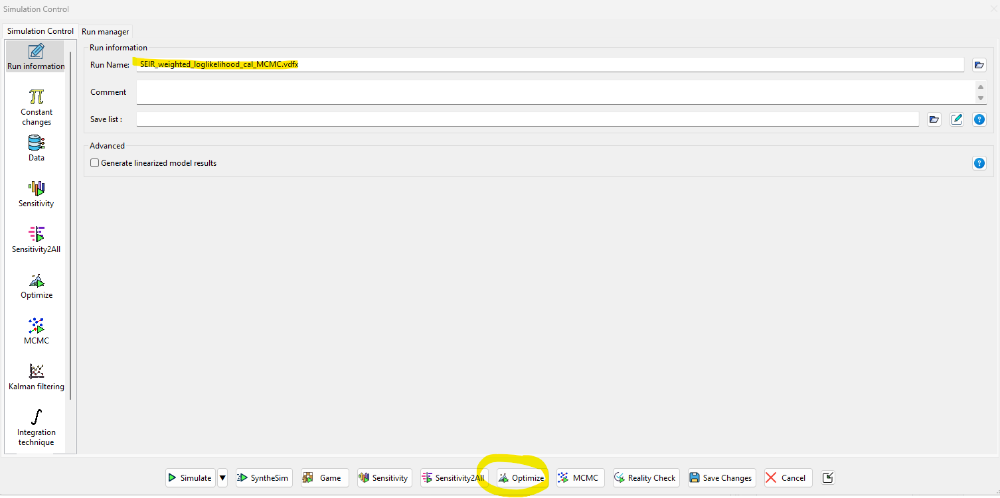 Simulation Control
Simulation Control Run manager
Run information
Constant
changes
Data
Sensitivity
Sensitivity2All
Optimize
MCMC
Kalman filtering
Integration
technique
Run information
Run Name: SEIR_weighted_loglikelihood_cal_MCMC.vdfx
Comment
Save list :
Advanced
Generate linearized model results
Simulate SyntheSim Game Sensitivity Sensitivity2All Optimize MCMC Reality Check Save Changes Cancel